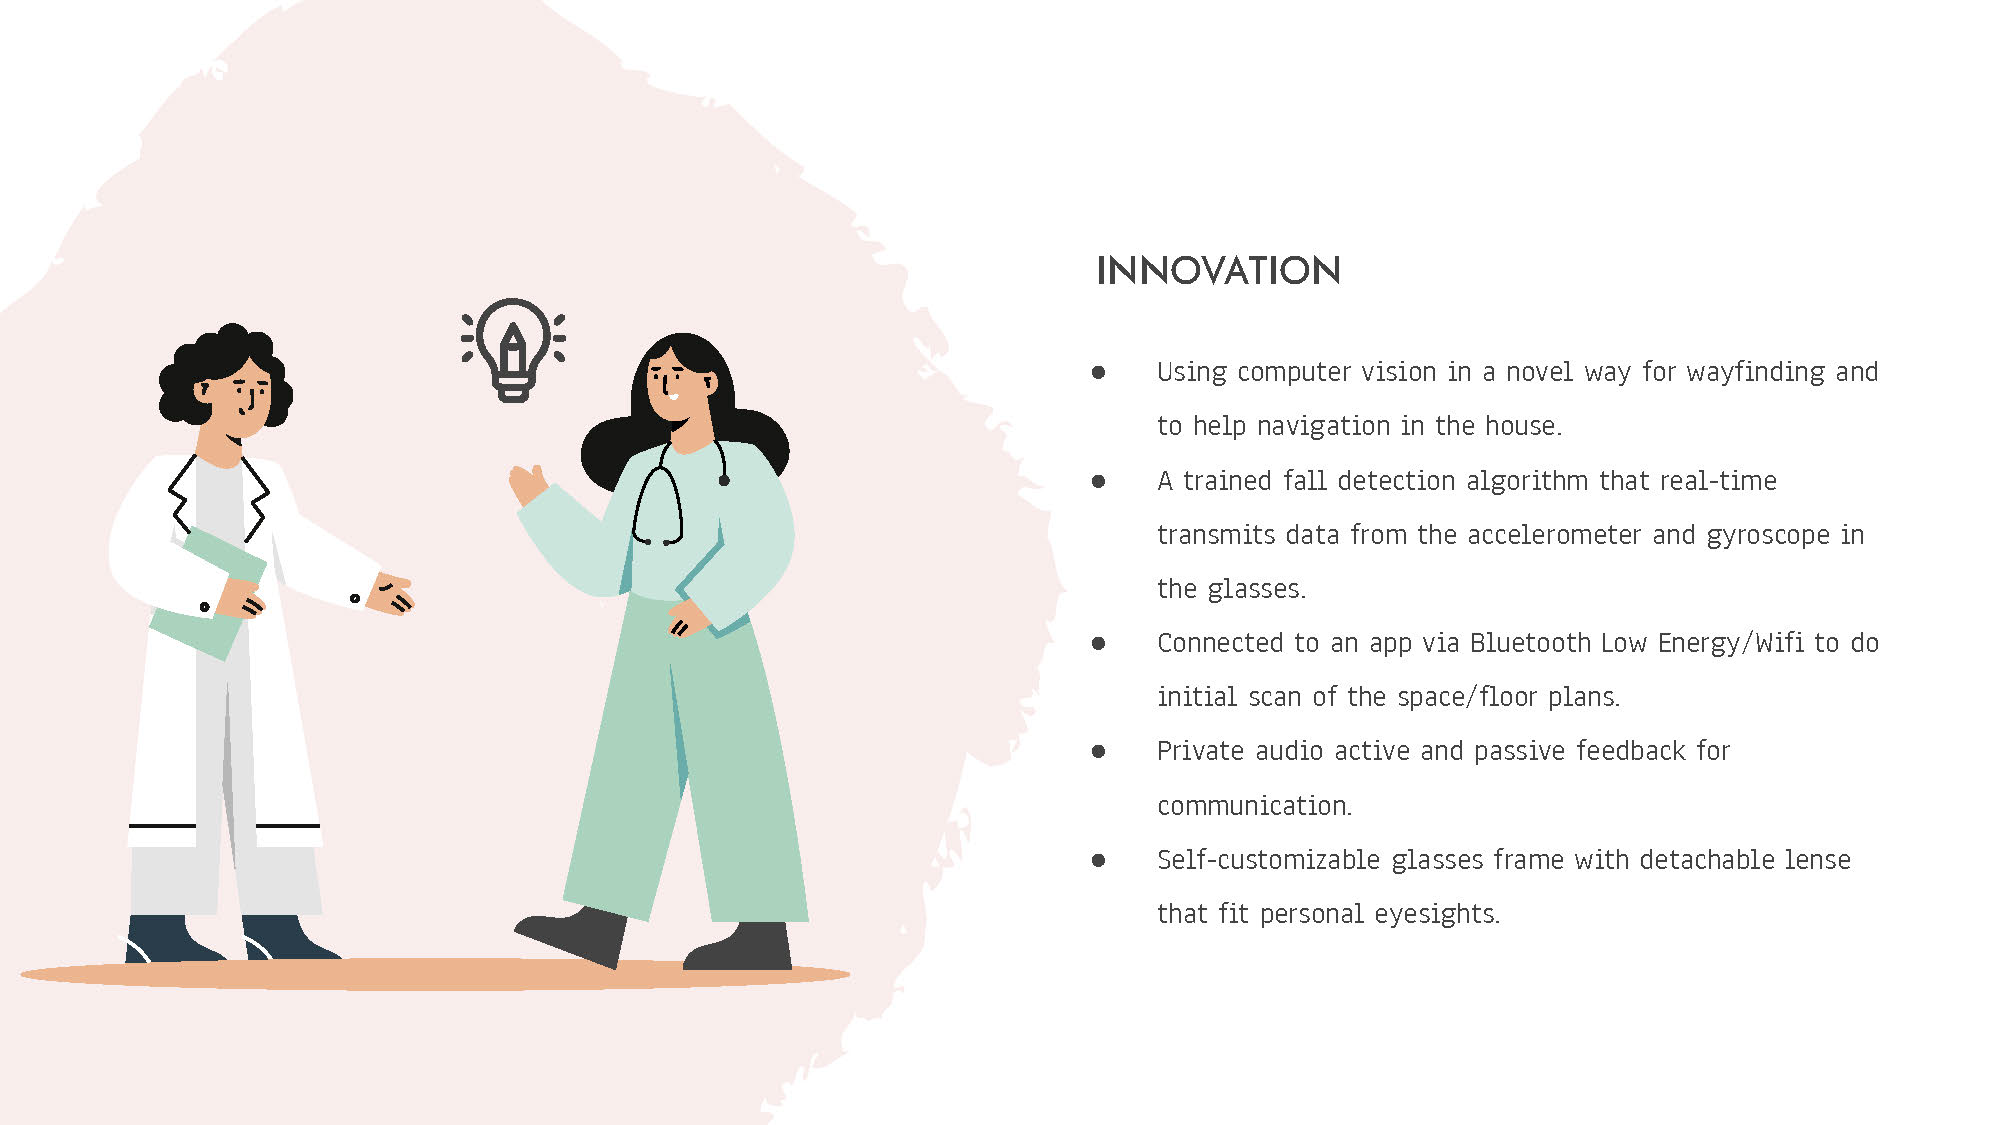 INNOVATION
● Using computer vision in a novel way for wayfinding and
to help navigation in the house.
● A trained fall detection algorithm that real-time
transmits data from the accelerometer and gyroscope in
the glasses.
● Connected to an app via Bluetooth Low Energy/Wifi to do
initial scan of the space/floor plans.
● Private audio active and passive feedback for
communication.
● Self-customizable glasses frame with detachable lense
that fit personal eyesights.